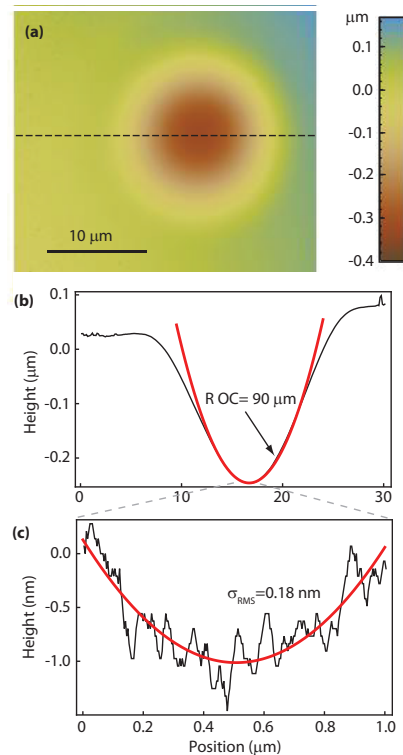 (a)
10 µm
µm
0.1
0.0
-0.1
-0.2
-0.3
-0.4
(b)
0.1
0.0
-0.1
-0.2
Height (µm)
R OC= 90 µm
0
10
20
30
(c)
0.0
-0.5
-1.0
Height (nm)
σRMS=0.18 nm
0
0.2
0.4
0.6
0.8
1.0
Position (µm)